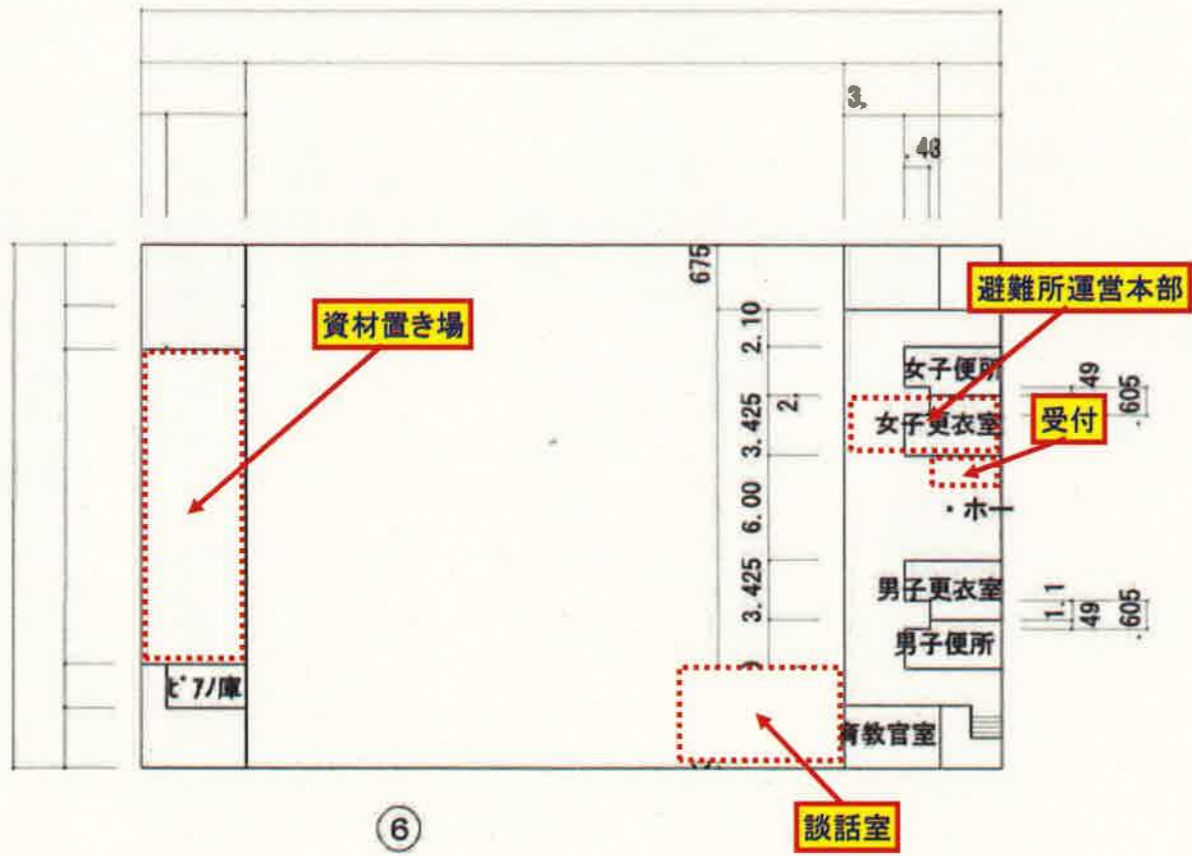 3,
.48
675
避難所運営本部
資材置き場
2.10
女子便所
49
.605
2.
3.425
女子更衣室
受付
6.00
・ホー
3.425
男子更衣室
1.1
49
.605
男子便所
ピアノ庫
育教官室
談話室
⑥